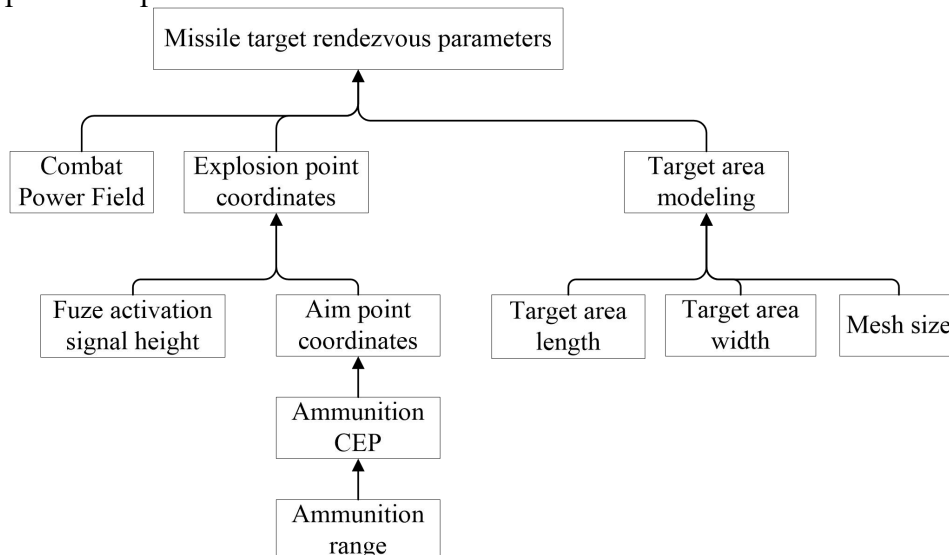 Missile target rendezvous parameters
Combat
Power Field
Explosion point
coordinates
Target area
modeling
Fuze activation
signal height
Aim point
coordinates
Target area
length
Target area
width
Mesh size
Ammunition
CEP
Ammunition
range